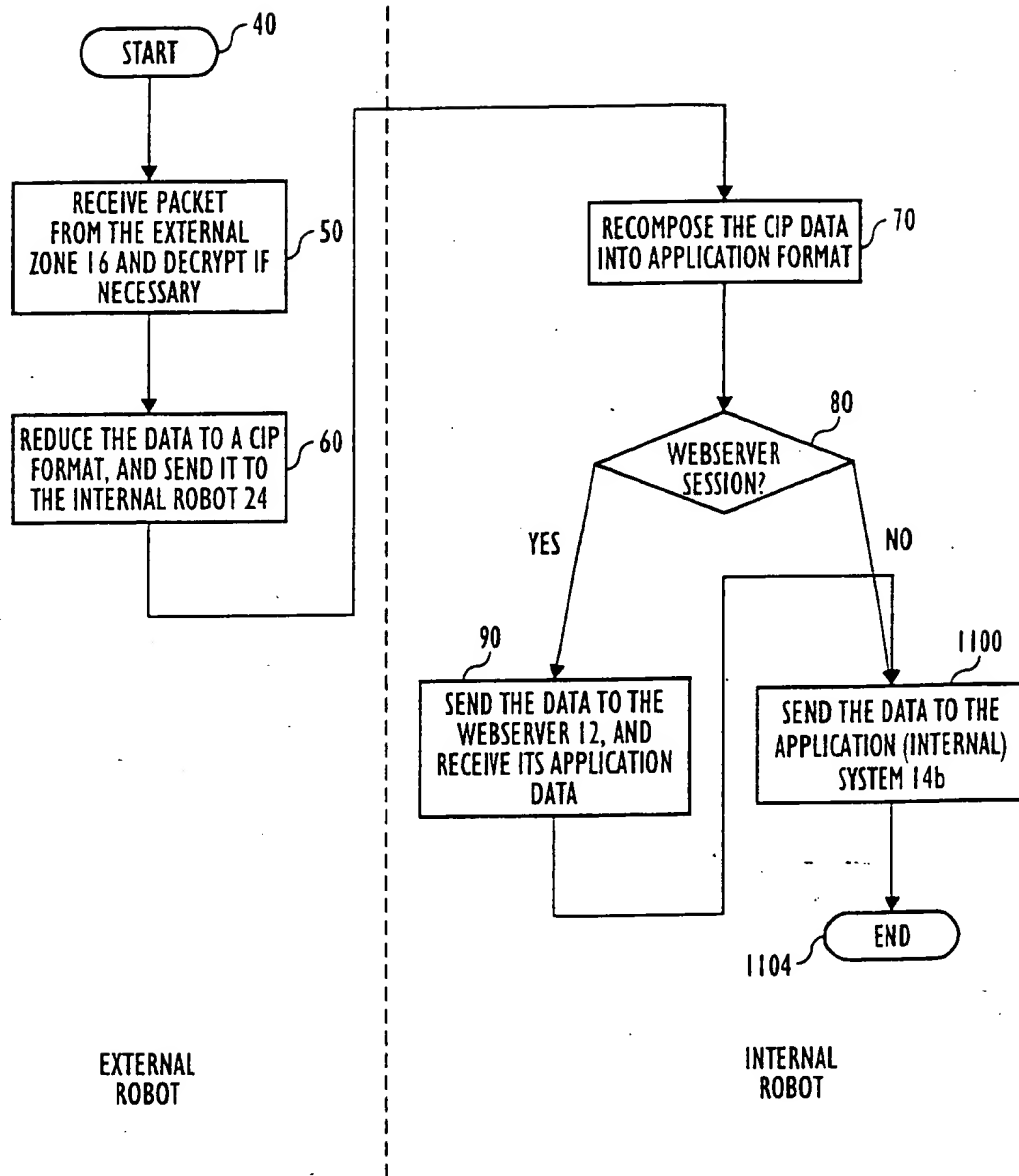 START
40
RECEIVE PACKET
FROM THE EXTERNAL
ZONE 16 AND DECRYPT IF
NECESSARY
50
REDUCE THE DATA TO A CIP
FORMAT, AND SEND IT TO
THE INTERNAL ROBOT 24
60
RECOMPOSE THE CIP DATA
INTO APPLICATION FORMAT
70
WEBSERVER
SESSION?
80
YES
NO
90
SEND THE DATA TO THE
WEBSERVER 12, AND
RECEIVE ITS APPLICATION
DATA
1100
SEND THE DATA TO THE
APPLICATION (INTERNAL)
SYSTEM 14b
END
1104
EXTERNAL
ROBOT
INTERNAL
ROBOT